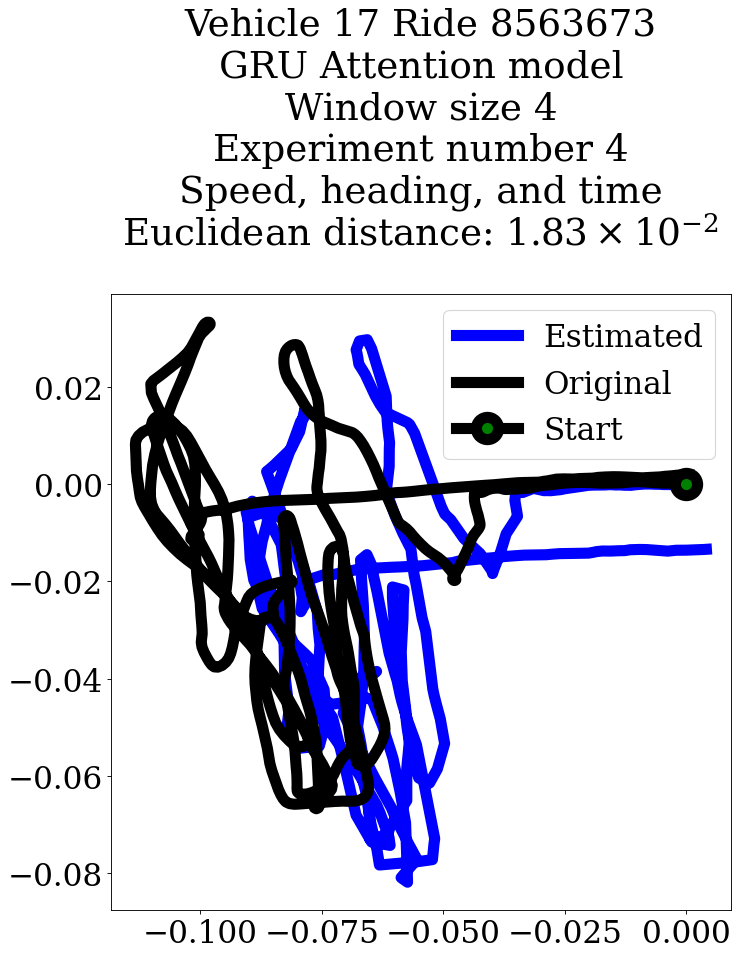 Vehicle 17 Ride 8563673
GRU Attention model
Window size 4
Experiment number 4
Speed, heading, and time
Euclidean distance: 1.83 × 10⁻²
Estimated
Original
Start
0.02
0.00
−0.02
−0.04
−0.06
−0.08
−0.100 −0.075 −0.050 −0.025 0.000